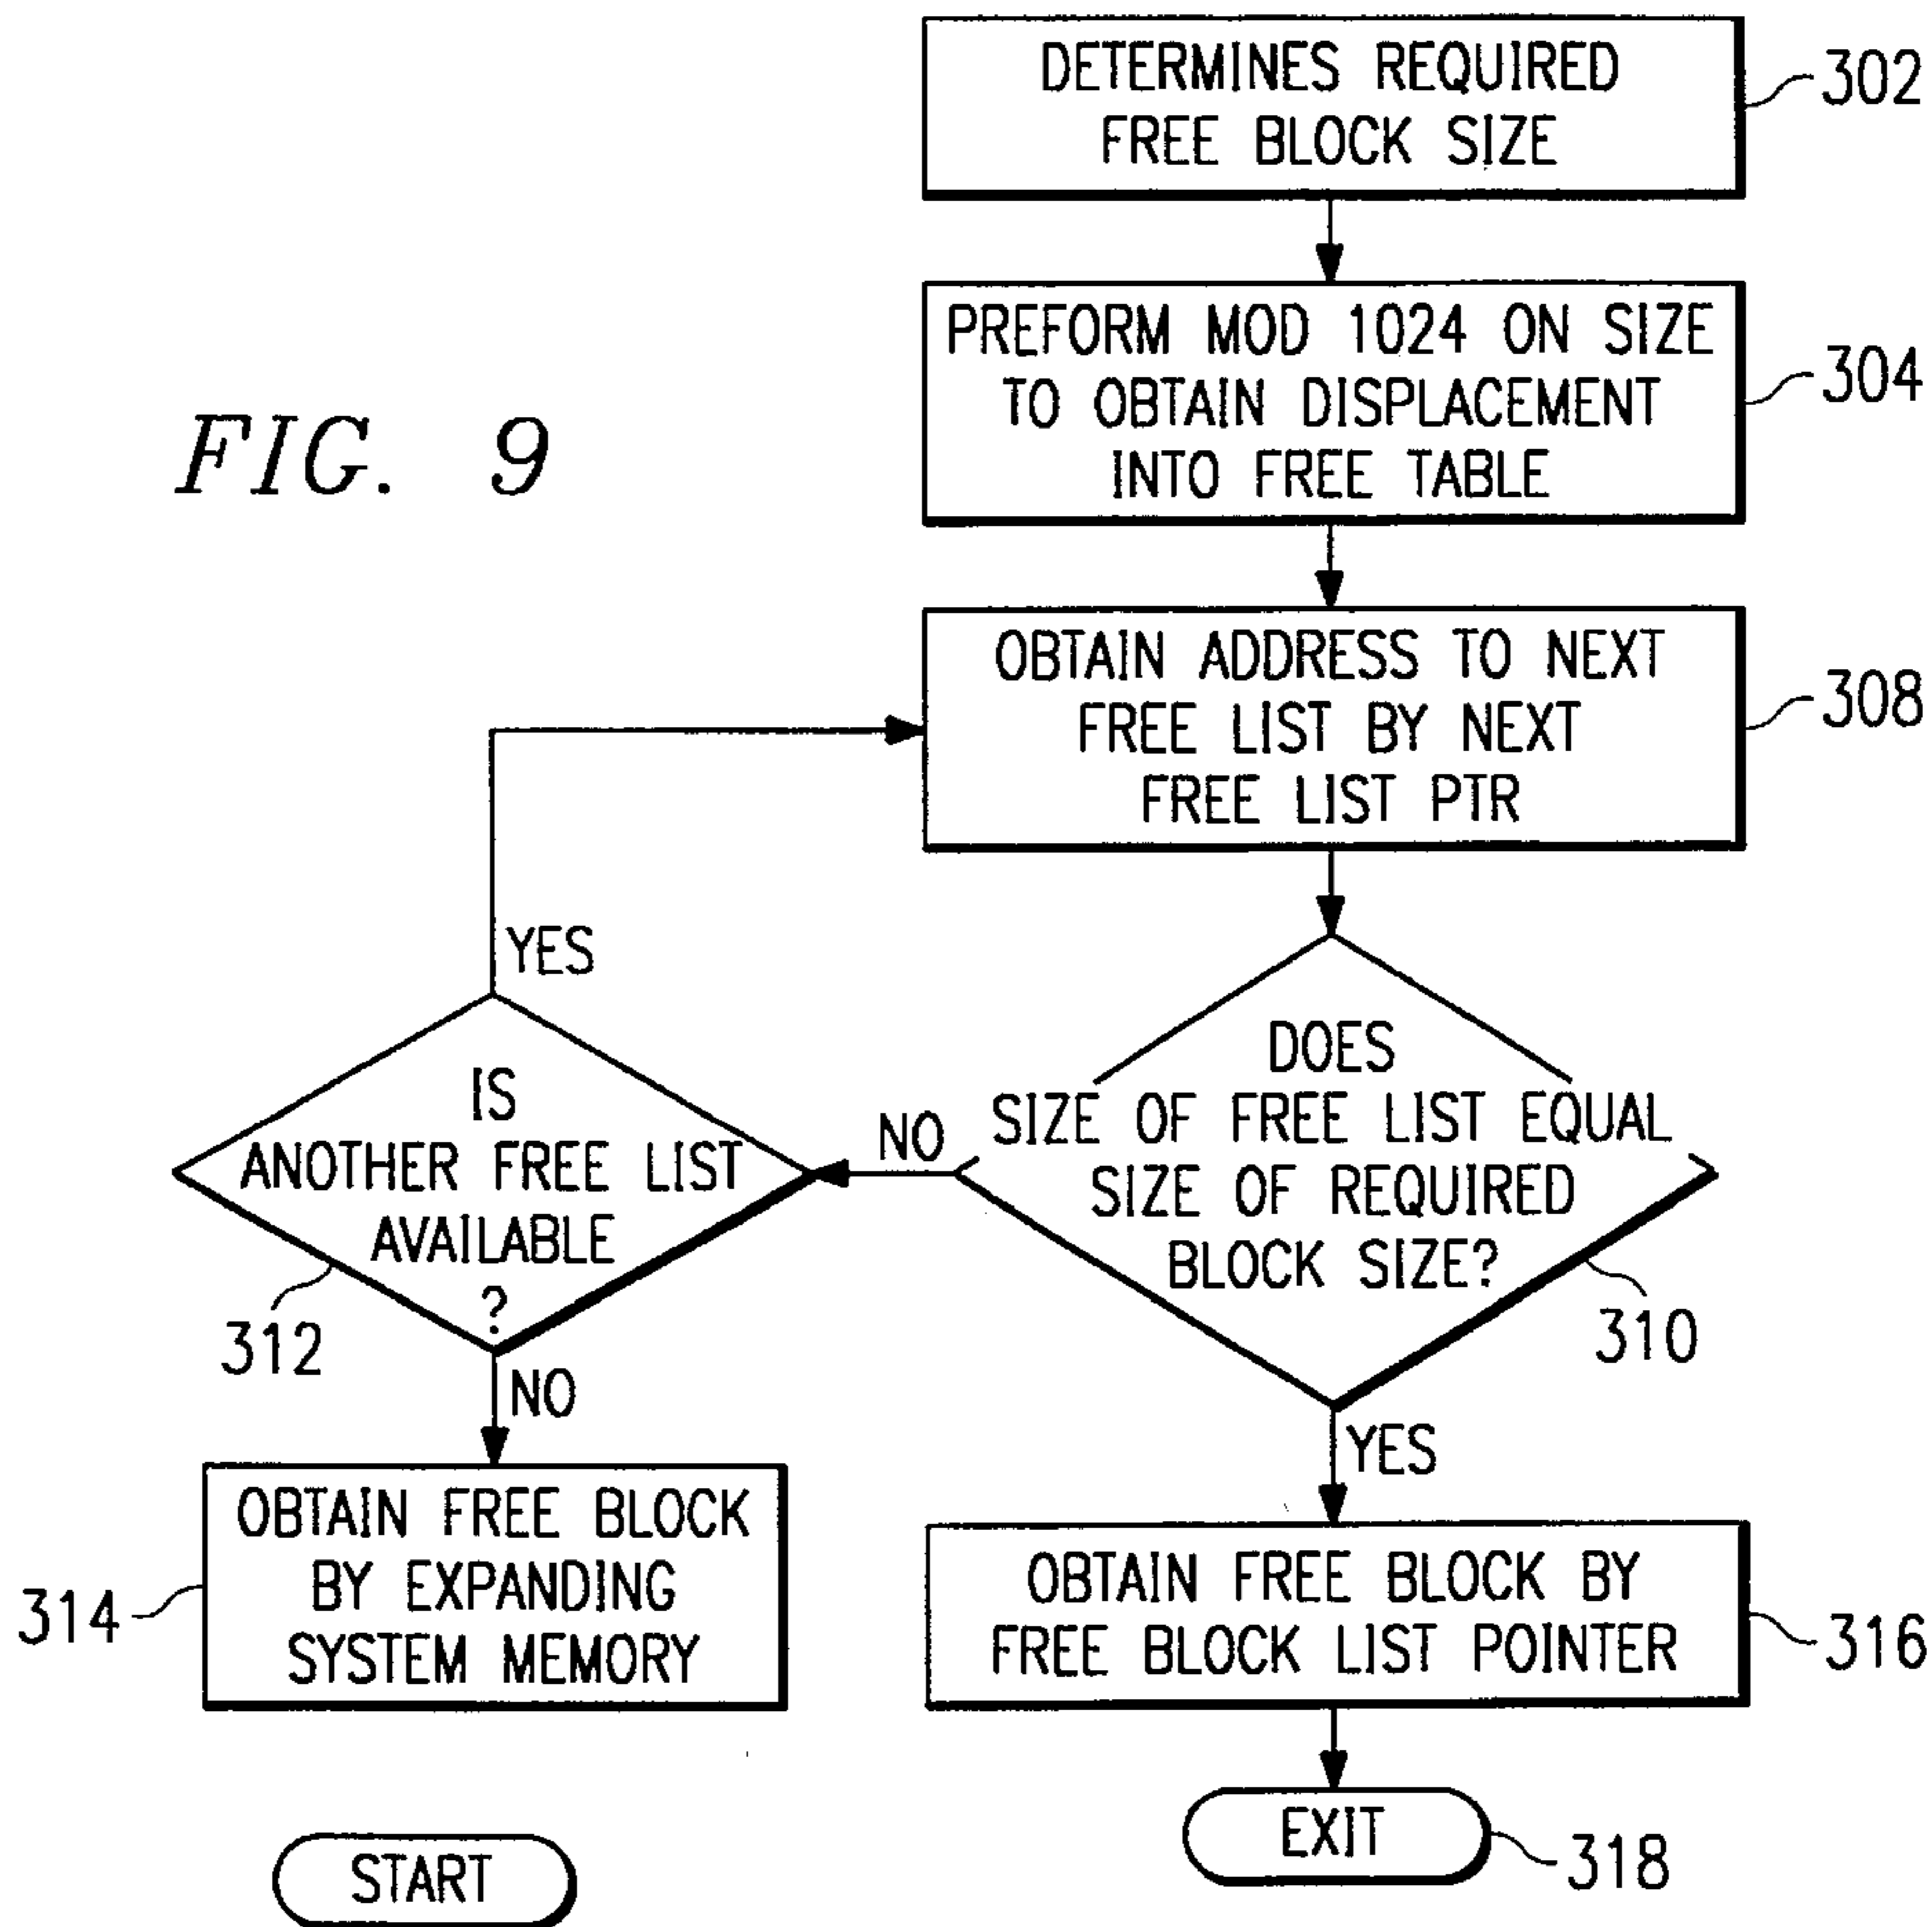 DETERMINES REQUIRED
FREE BLOCK SIZE
302
PREFORM MOD 1024 ON SIZE
TO OBTAIN DISPLACEMENT
INTO FREE TABLE
304
FIG. 9
OBTAIN ADDRESS TO NEXT
FREE LIST BY NEXT
FREE LIST PTR
308
YES
IS
ANOTHER FREE LIST
AVAILABLE
?
312
NO
DOES
SIZE OF FREE LIST EQUAL
SIZE OF REQUIRED
BLOCK SIZE?
310
NO
YES
OBTAIN FREE BLOCK
BY EXPANDING
SYSTEM MEMORY
314
OBTAIN FREE BLOCK BY
FREE BLOCK LIST POINTER
316
EXIT
318
START